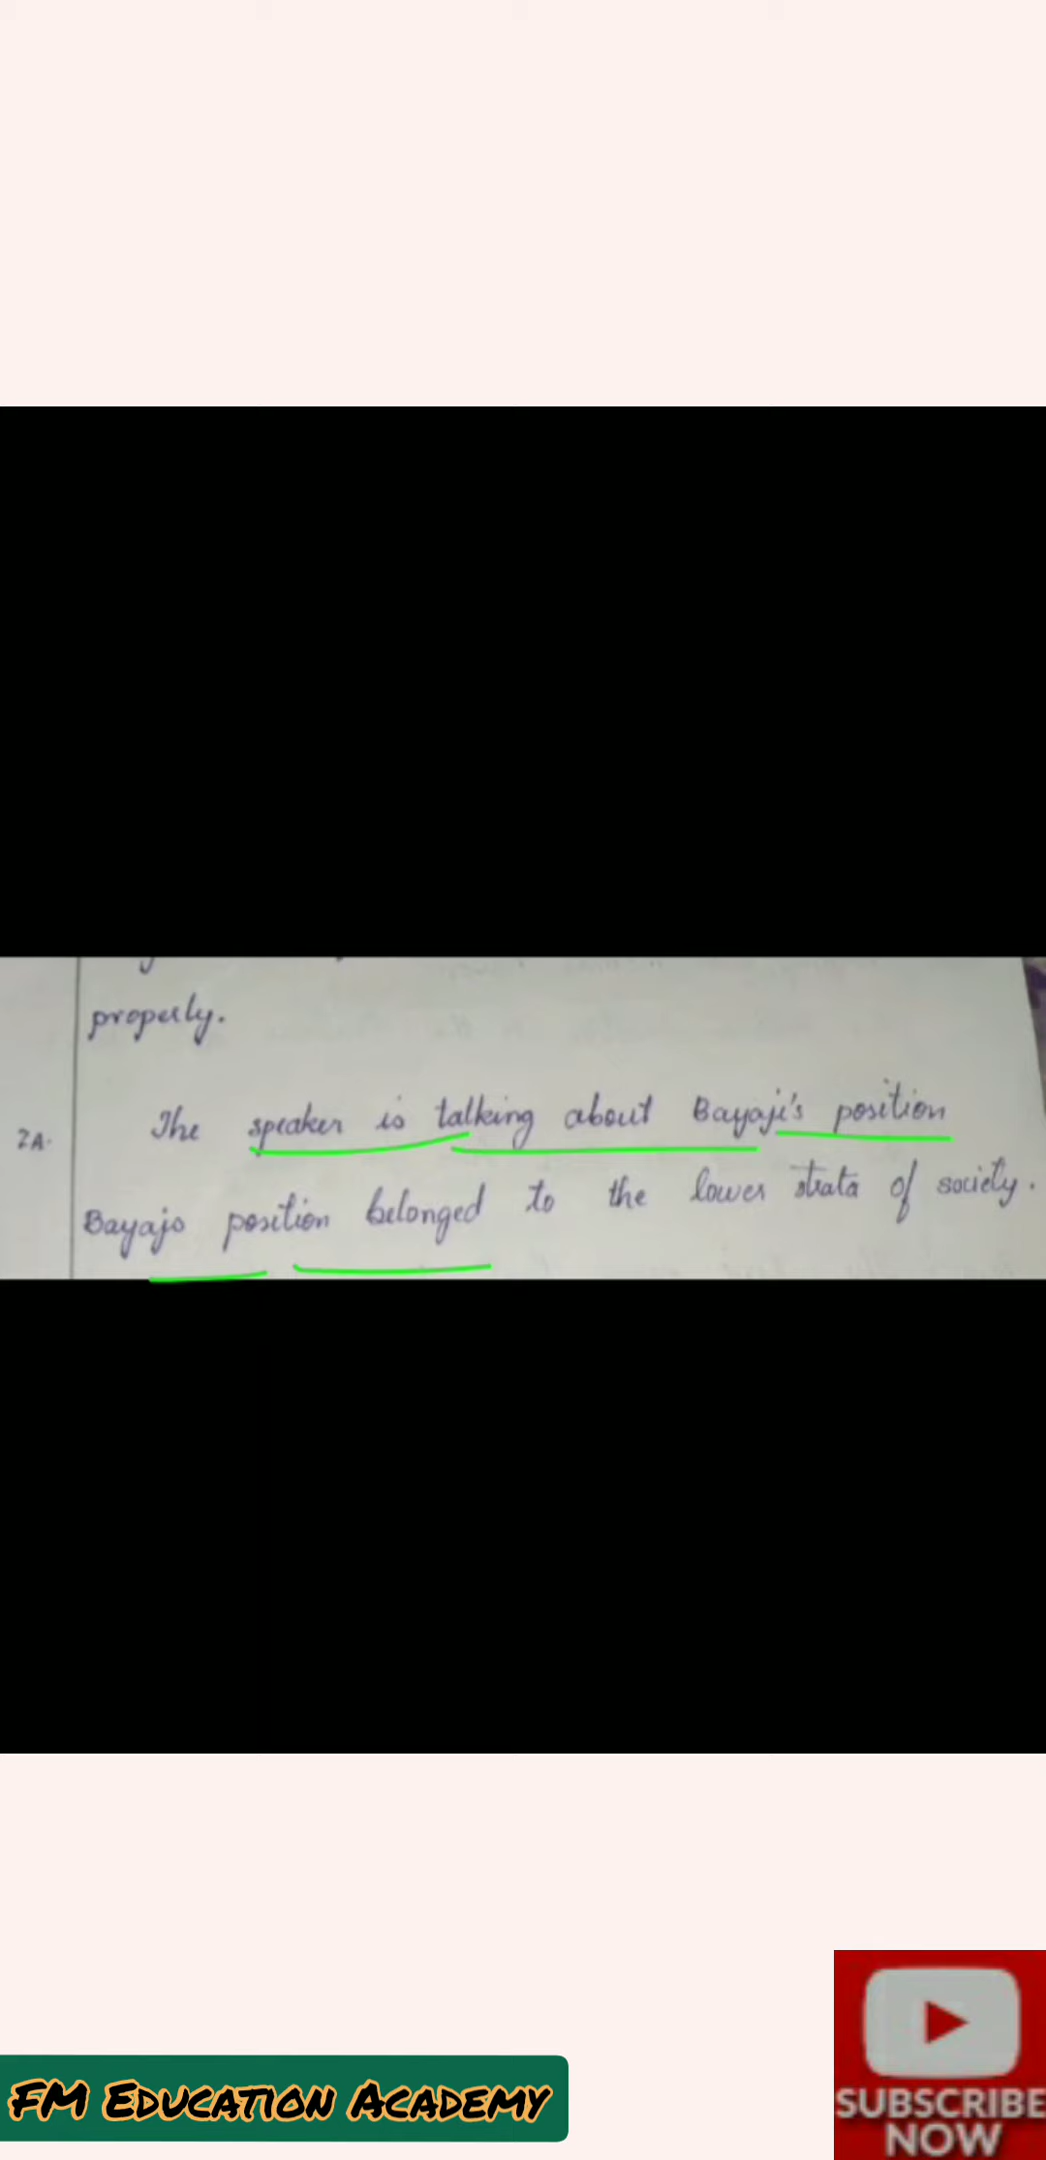 properly.
2A. The speaker is talking about Bayaji's position
Bayajo position belonged to the lower strata of society.
FM EDUCATION ACADEMY
SUBSCRIBE
NOW